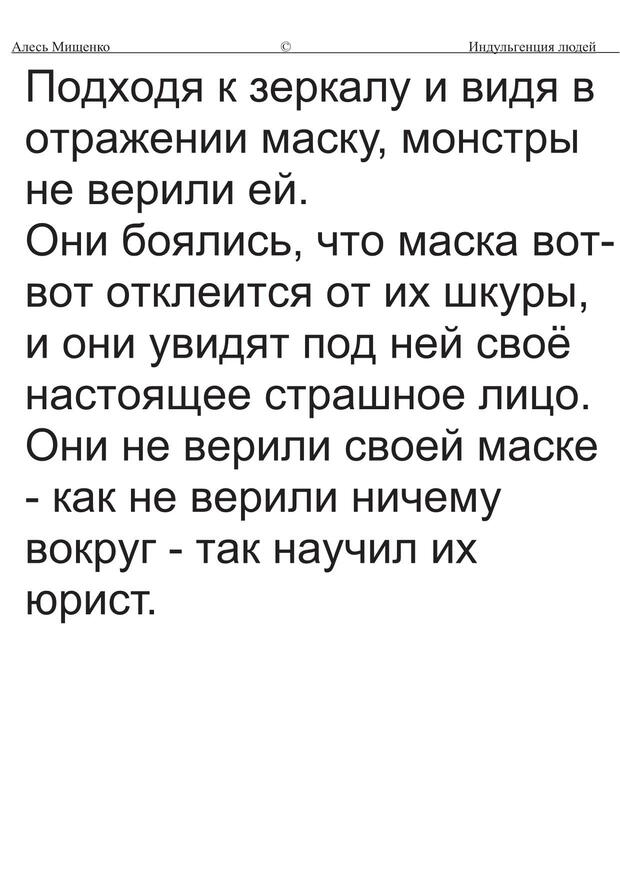 Алесь Мищенко © Индульгенция людей
Подходя к зеркалу и видя в
отражении маску, монстры
не верили ей.
Они боялись, что маска вот-
вот отклеится от их шкуры,
и они увидят под ней своё
настоящее страшное лицо.
Они не верили своей маске
- как не верили ничему
вокруг - так научил их
юрист.